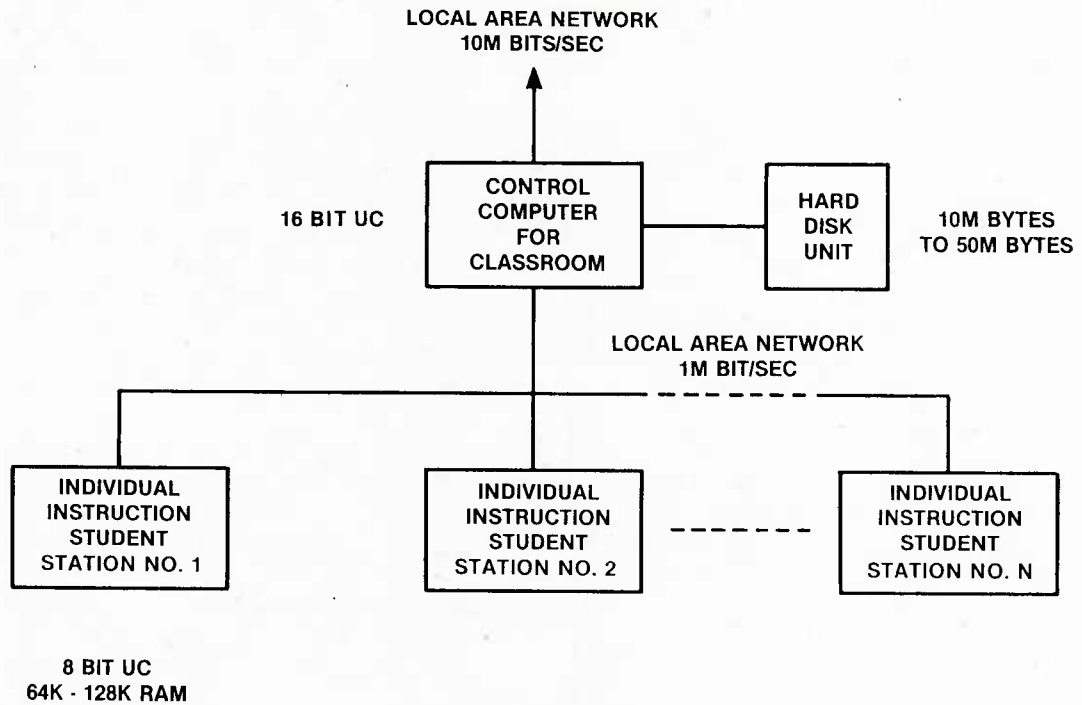 LOCAL AREA NETWORK
10M BITS/SEC
16 BIT UC
CONTROL
COMPUTER
FOR
CLASSROOM
HARD
DISK
UNIT
10M BYTES
TO 50M BYTES
LOCAL AREA NETWORK
1M BIT/SEC
INDIVIDUAL
INSTRUCTION
STUDENT
STATION NO. 1
INDIVIDUAL
INSTRUCTION
STUDENT
STATION NO. 2
INDIVIDUAL
INSTRUCTION
STUDENT
STATION NO. N
8 BIT UC
64K - 128K RAM